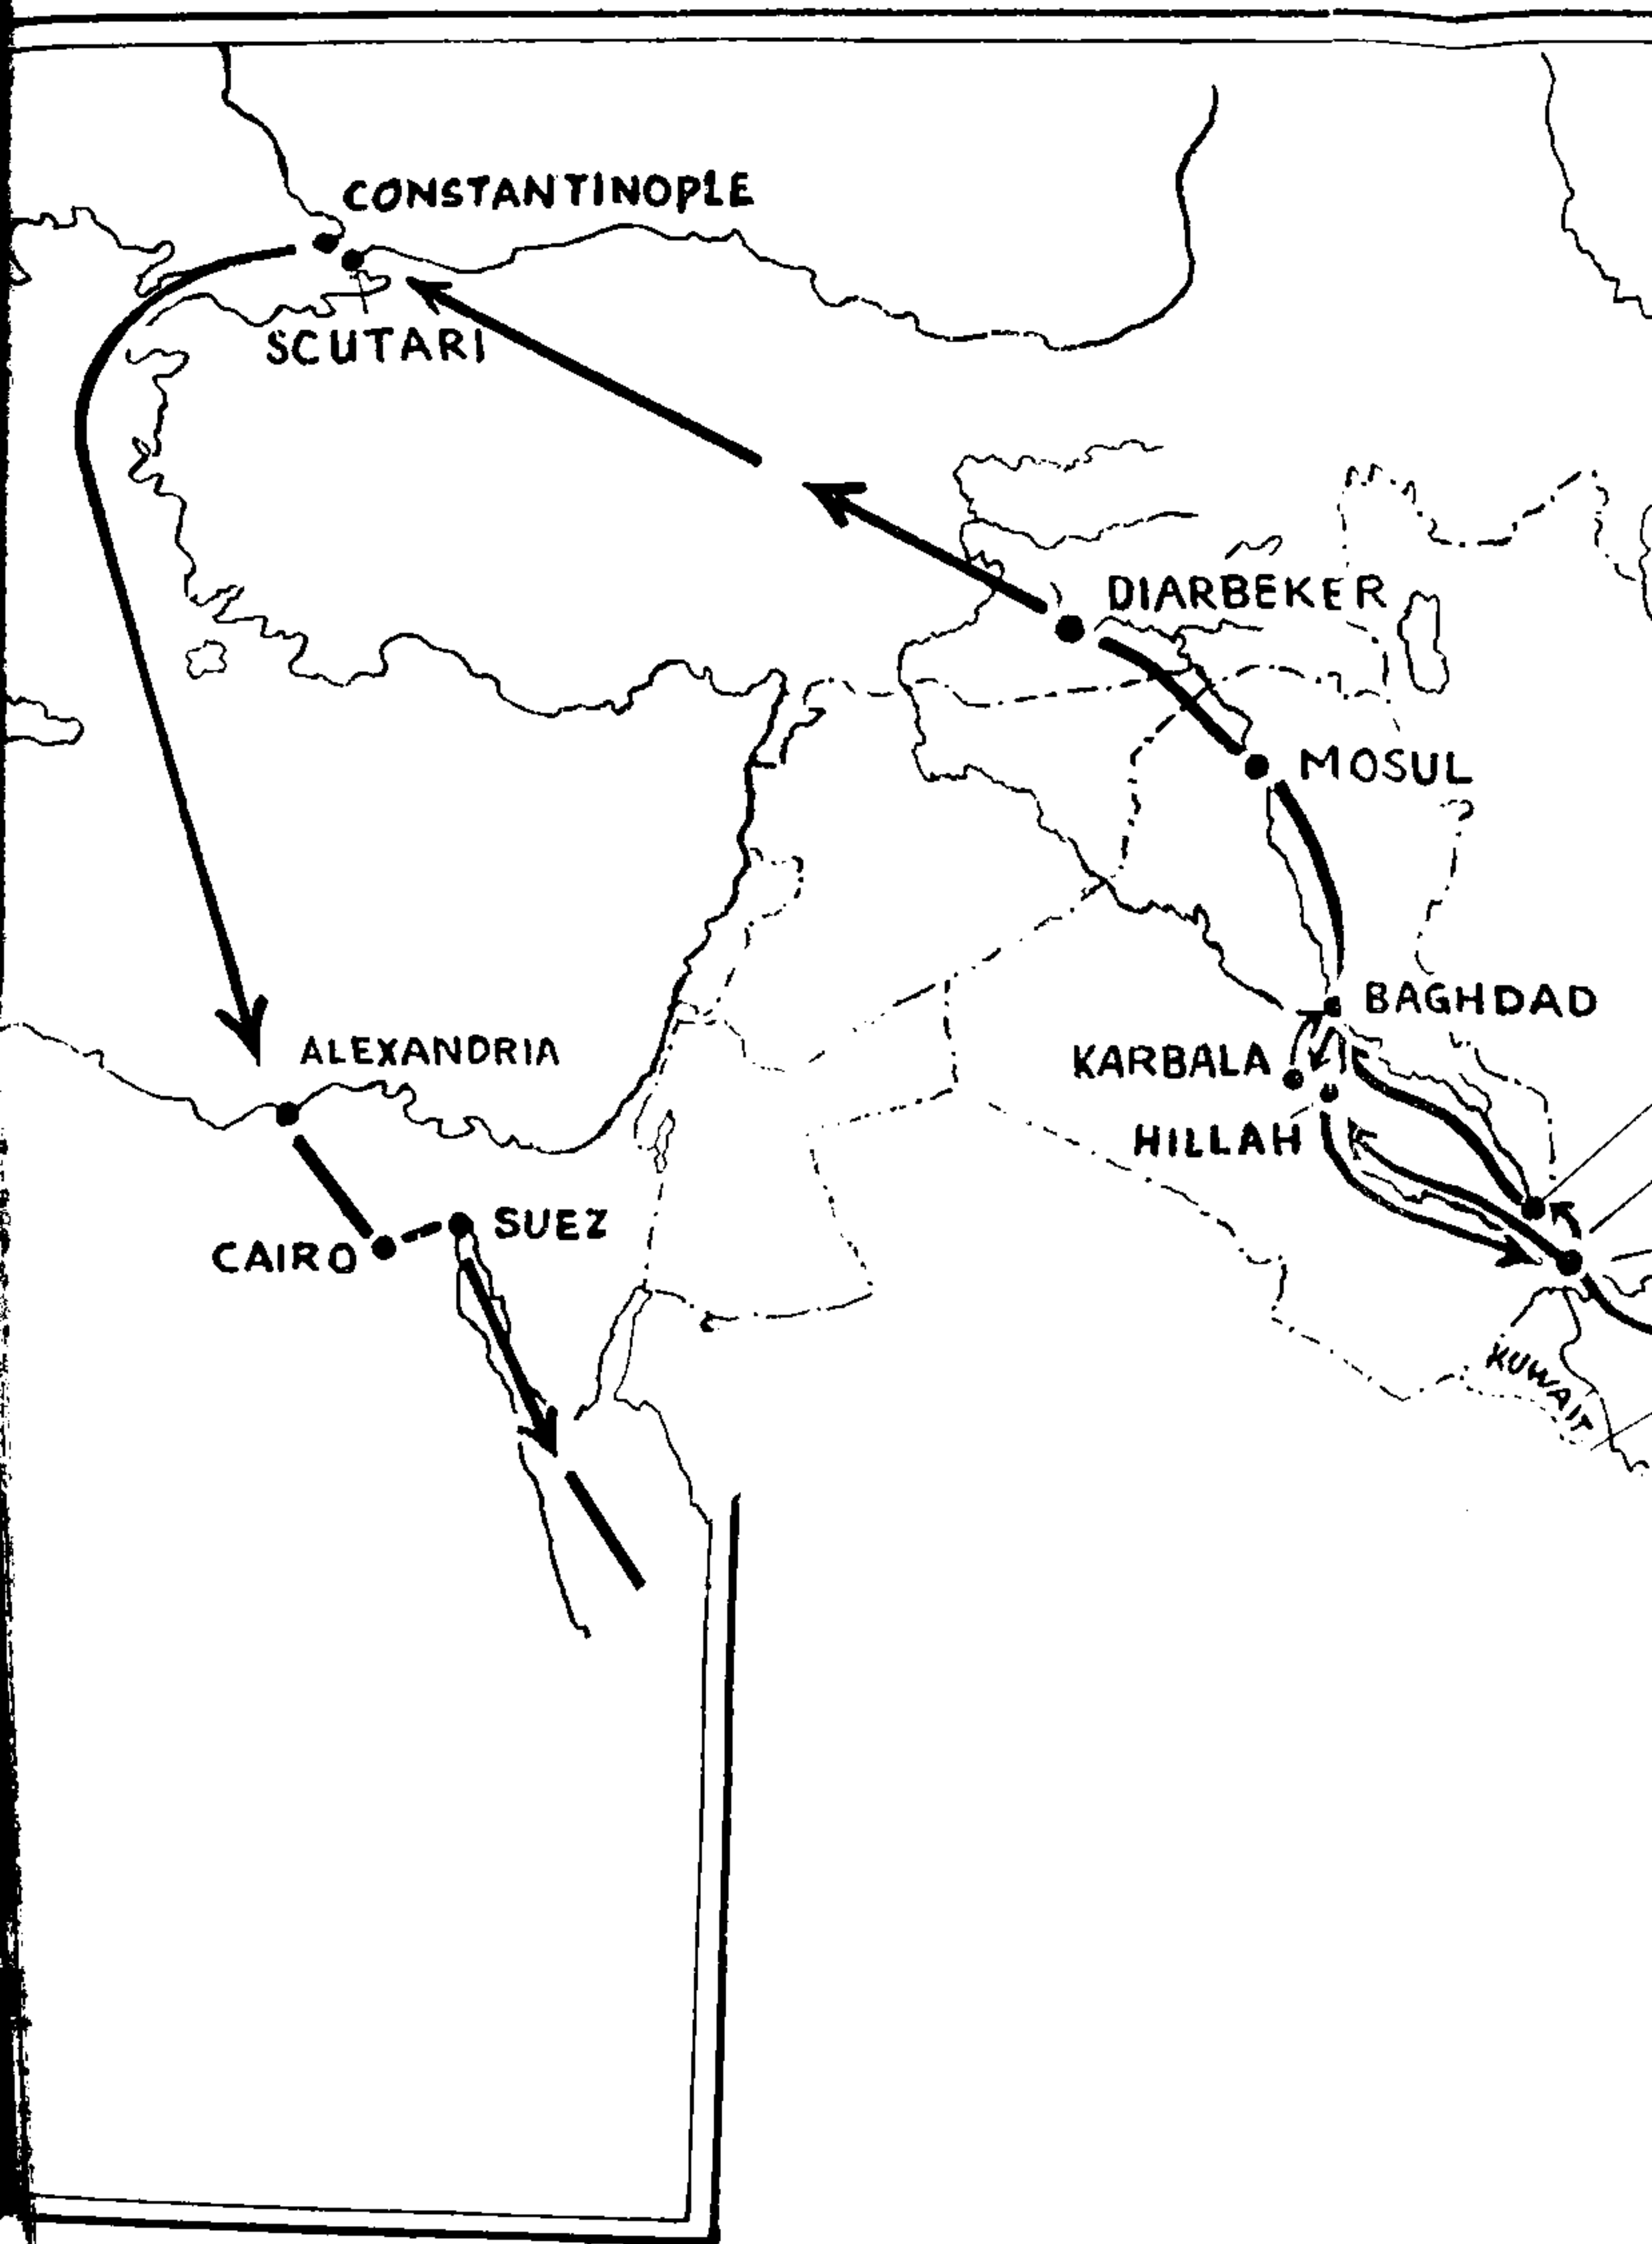 CONSTANTINOPLE
SCUTARI
DIARBEKER
MOSUL
BAGHDAD
KARBALA
ALEXANDRIA
HILLAH
SUEZ
CAIRO
KUWAIT